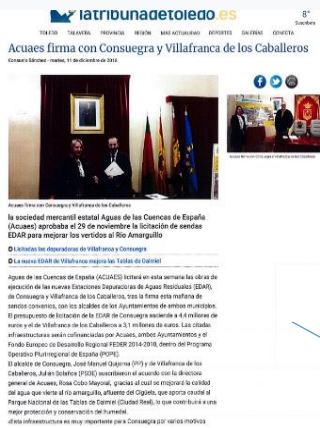 latribunadetoledo.es
8°
TOLEDO TALAVERA PROVINCIA REGIÓN MAS ACTUALIDAD DEPORTES GALERÍAS CONECTA
Acuaes firma con Consuegra y Villafranca de los Caballeros
Consuelo Sánchez - martes, 11 de diciembre de 2018
Acuaes firma con Consuegra y Villafranca de los Caballeros
Acuaes firma con Consuegra y Villafranca de los Caballeros
la sociedad mercantil estatal Aguas de las Cuencas de España
(Acuaes) aprobaba el 29 de noviembre la licitación de sendas
EDAR para mejorar los vertidos al Río Amarguillo
Licitadas las depuradoras de Villafranca y Consuegra
La nueva EDAR de Villafranca mejora las Tablas de Daimiel
Aguas de las Cuencas de España (ACUAES) licitará en esta semana las obras de
ejecución de las nuevas Estaciones Depuradoras de Aguas Residuales (EDAR),
de Consuegra y Villafranca de los Caballeros, tras la firma esta mañana de
sendos convenios, con los alcaldes de los Ayuntamientos de ambos municipios.
El presupuesto de licitación de la EDAR de Consuegra asciende a 4,4 millones de
euros y el de Villafranca de los Caballeros a 3,1 millones de euros. Las citadas
infraestructuras serán cofinanciadas por Acuaes, ambos Ayuntamientos y el
Fondo Europeo de Desarrollo Regional FEDER 2014-2020, dentro del Programa
Operativo Plurirregional de España (POPE).
El alcalde de Consuegra, José Manuel Quijorna (PP) y de Villafranca de los
Caballeros, Julián Bolaños (PSOE) suscribieron el acuerdo con la directora
general de Acuaes, Rosa Cobo Mayoral, gracias al cual se mejorará la calidad
del agua que vierte al río amarguillo, afluente del Cigüela, que aporta caudal al
Parque Nacional de las Tablas de Daimiel (Ciudad Real), lo que contribuirá a una
mejor protección y conservación del humedal.
«Esta infraestructura es muy importante para Consuegra por varios motivos